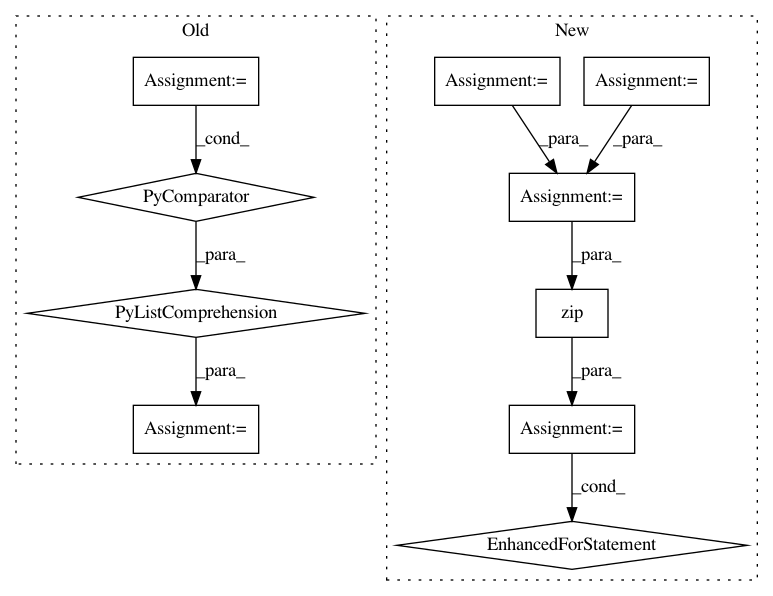 Old
New
Assignment:=
Assignment:=
Assignment:=
_cond_
_para_
_para_
PyComparator
Assignment:=
_para_
_para_
PyListComprehension
zip
_para_
_para_
Assignment:=
Assignment:=
_cond_
EnhancedForStatement